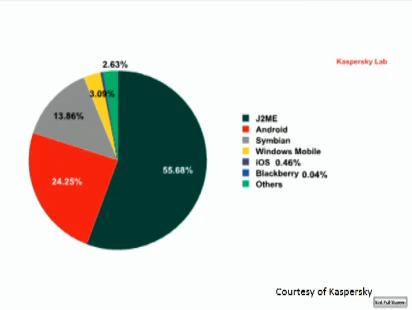 2.63%
Kaspersky Lab
3.09%
13.86%
24.25%
55.68%
J2ME
Android
Symbian
Windows Mobile
iOS 0.46%
Blackberry 0.04%
Others
Courtesy of Kaspersky